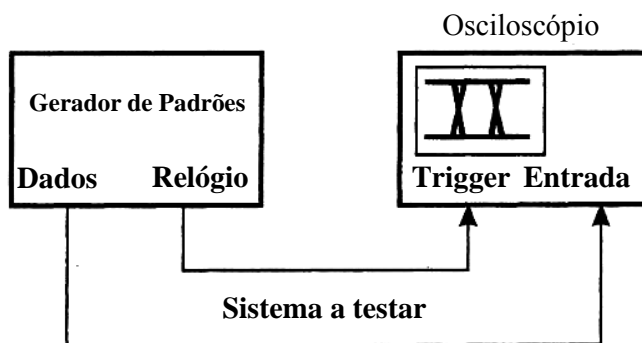 Osciloscópio
Gerador de Padrões
Dados Relógio
Trigger Entrada
Sistema a testar